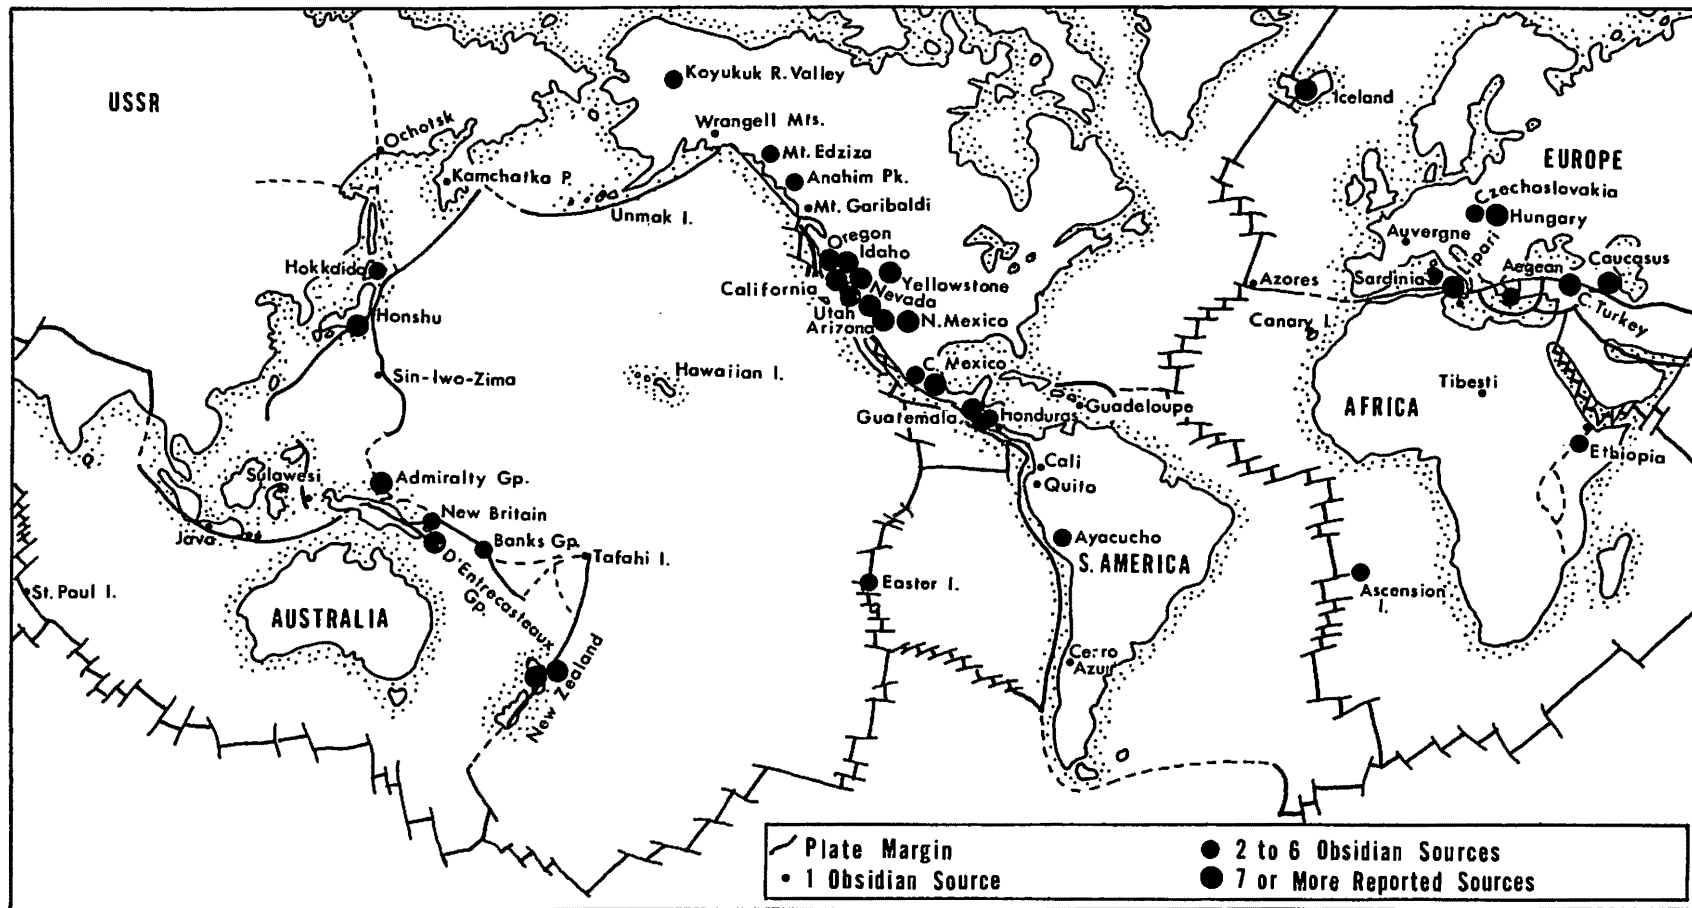 USSR
Ochotsk
Kamchatka P.
Koyukuk R. Valley
Wrangell Mts.
Mt. Edziza
Anahim Pk.
Mt. Garibaldi
Unmak I.
Iceland
EUROPE
Czechoslovakia
Hungary
Auvergne
Lipari
Sardinia
Aegean
Caucasus
C. Turkey
Azores
Canary I.
Oregon
Idaho
Yellowstone
California
Nevada
Utah
Arizona
N. Mexico
Hokkaido
Honshu
Sin-Iwo-Zima
Hawaiian I.
C. Mexico
Guatemala
Honduras
Guadeloupe
Tibesti
AFRICA
Ethiopia
Sulawesi
Java
Admiralty Gp.
New Britain
Banks Gp.
D'Entrecasteaux
Gp.
Tafahi I.
Cali
Quito
Ayacucho
S. AMERICA
Easter I.
Ascension
I.
St. Paul I.
AUSTRALIA
New Zealand
Cerro
Azul
Plate Margin
1 Obsidian Source
2 to 6 Obsidian Sources
7 or More Reported Sources